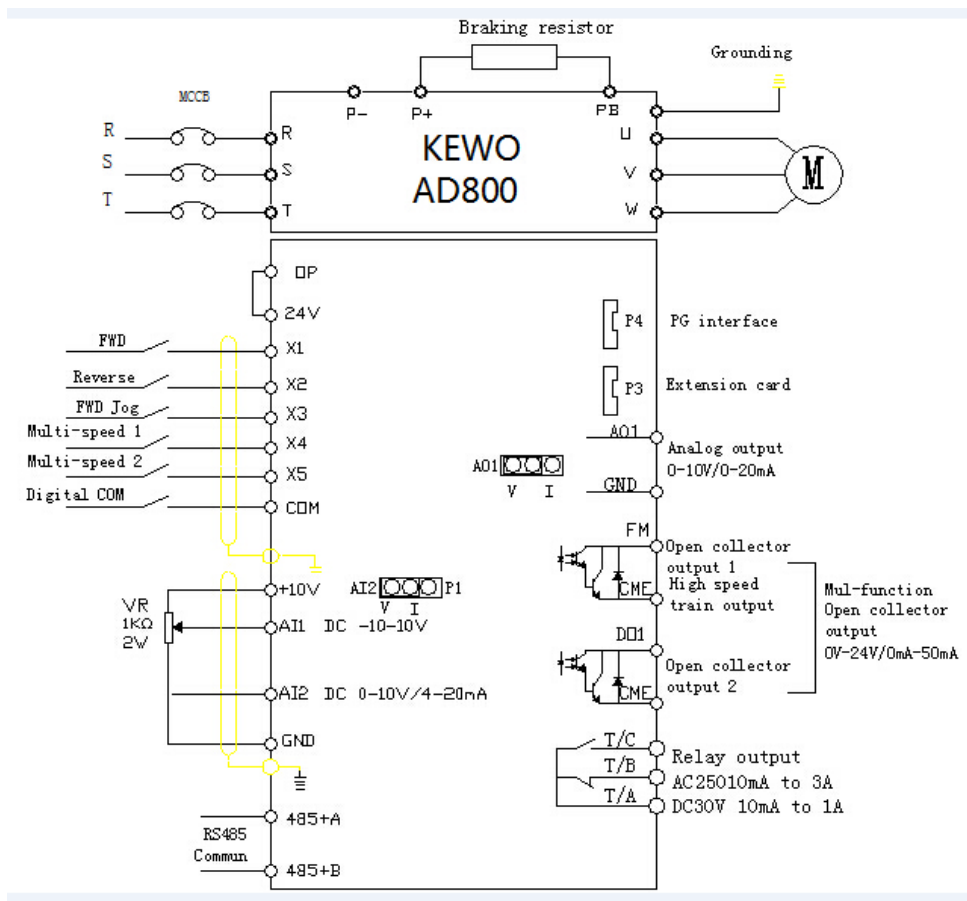 Braking resistor
Grounding
MCCB
P-
P+
PB
R
R
U
S
S
V
T
T
W
KEWO
AD800
M
OP
24V
FWD
X1
Reverse
X2
FWD Jog
X3
Multi-speed 1
X4
Multi-speed 2
X5
Digital COM
COM
P4
PG interface
P3
Extension card
AO1
Analog output
0-10V/0-20mA
GND
AO1
V I
FM
Open collector
output 1
CME
High speed
train output
DO1
Open collector
output 2
CME
Mul-function
Open collector
output
0V-24V/0mA-50mA
+10V
AI2
P1
V I
VR
1KΩ
2W
AI1 DC -10-10V
AI2 DC 0-10V/4-20mA
GND
T/C
T/B
T/A
Relay output
AC25010mA to 3A
DC30V 10mA to 1A
RS485
Commun
485+A
485+B